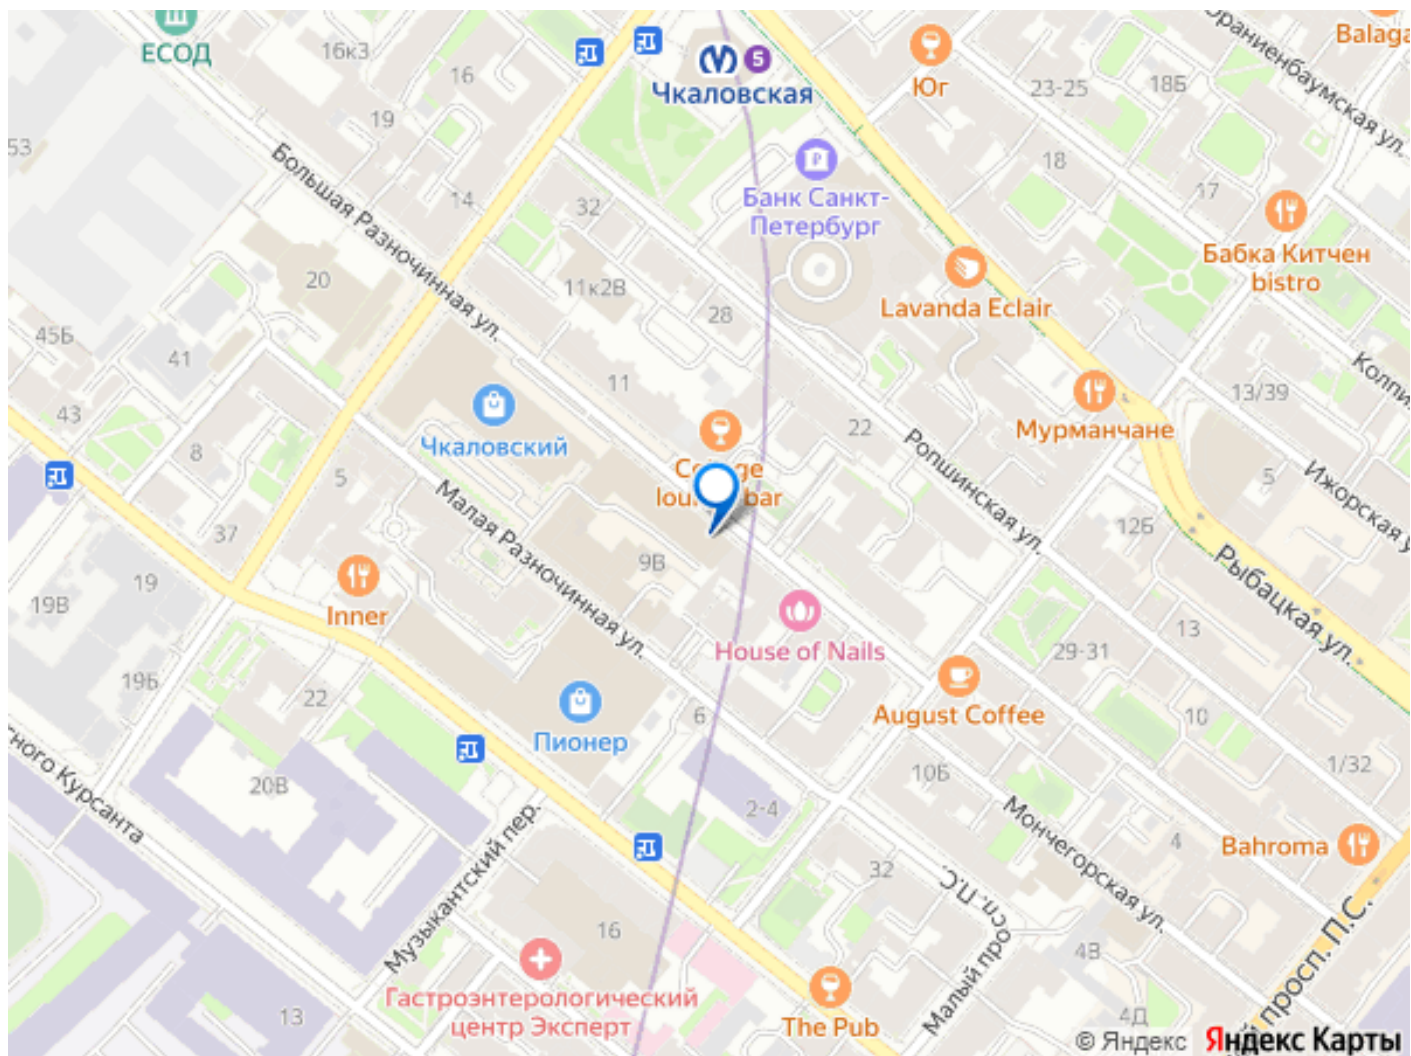 Balaga
ЕСОД
16к3
16
5
Чкаловская
Юг
23-25
18Б
Ораниенбаумская ул.
19
53
Большая Разночинная ул.
14
32
Банк Санкт-
Петербург
18
17
Бабка Китчен
bistro
20
11к2В
28
Lavanda Eclair
45Б
41
11
13/39
43
8
Чкаловский
22
Мурманчане
Ропшинская ул.
5
Ижорская у
5
lou
bar
Малая Разночинная ул.
37
9В
12Б
Рыбацкая ул.
19
19В
Inner
House of Nails
13
29-31
19Б
22
Пионер
6
August Coffee
10
1/32
20В
2-4
10Б
Мончегорская ул.
4
Bahroma
Музыкантский пер.
32
Малый просп. П.С.
16
4В
просп. П.С.
Гастроэнтерологический
центр Эксперт
13
The Pub
4Д
© Яндекс Яндекс Карты